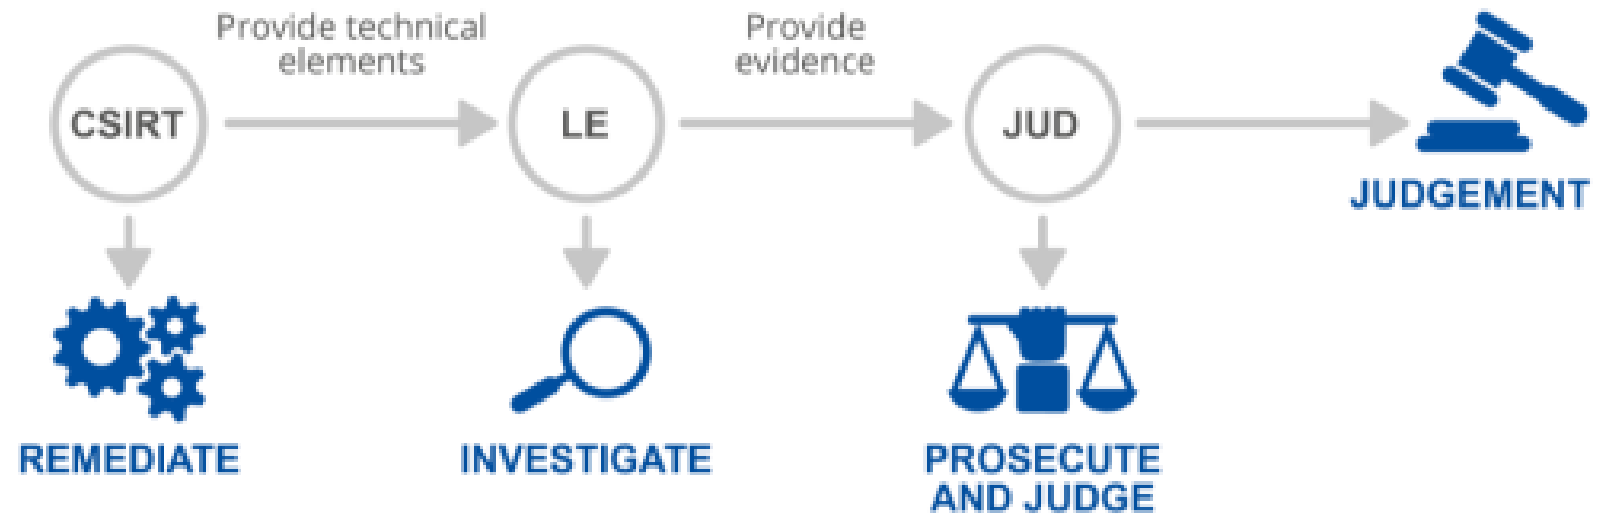 Provide technical
elements
Provide
evidence
CSIRT
LE
JUD
JUDGEMENT
REMEDIATE
INVESTIGATE
PROSECUTE
AND JUDGE